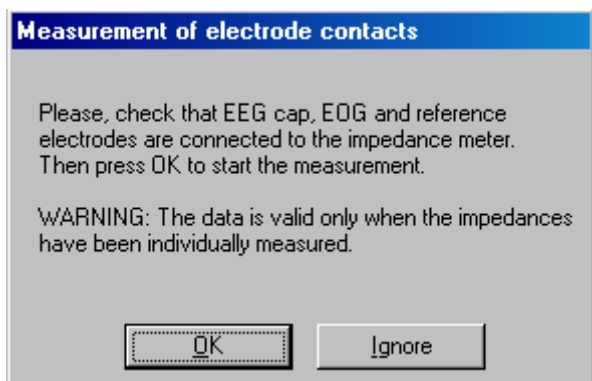 Measurement of electrode contacts
Please, check that EEG cap, EOG and reference
electrodes are connected to the impedance meter.
Then press OK to start the measurement.
WARNING: The data is valid only when the impedances
have been individually measured.
OK
Ignore